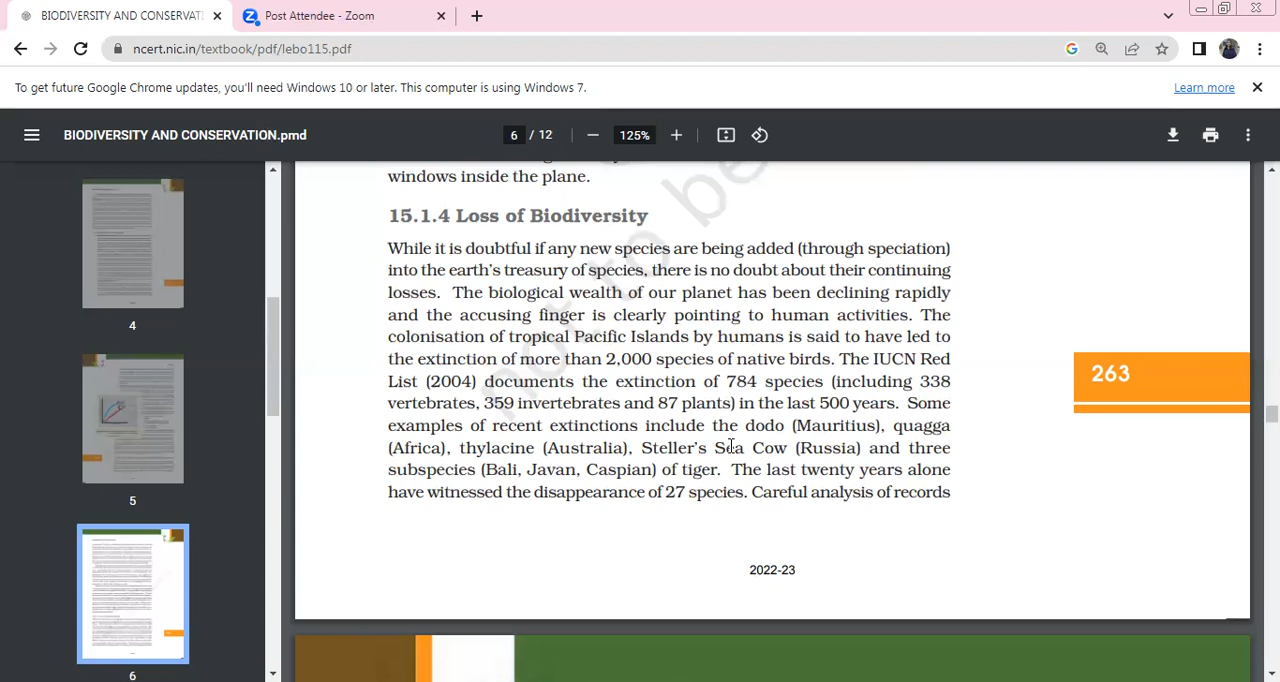 BIODIVERSITY AND CONSERVATI
Post Attendee - Zoom
ncert.nic.in/textbook/pdf/lebo115.pdf
To get future Google Chrome updates, you'll need Windows 10 or later. This computer is using Windows 7.
Learn more
BIODIVERSITY AND CONSERVATION.pmd
6 / 12
125%
windows inside the plane.
15.1.4 Loss of Biodiversity
While it is doubtful if any new species are being added (through speciation)
into the earth's treasury of species, there is no doubt about their continuing
losses. The biological wealth of our planet has been declining rapidly
and the accusing finger is clearly pointing to human activities. The
colonisation of tropical Pacific Islands by humans is said to have led to
the extinction of more than 2,000 species of native birds. The IUCN Red
List (2004) documents the extinction of 784 species (including 338
vertebrates, 359 invertebrates and 87 plants) in the last 500 years. Some
examples of recent extinctions include the dodo (Mauritius), quagga
(Africa), thylacine (Australia), Steller's Sea Cow (Russia) and three
subspecies (Bali, Javan, Caspian) of tiger. The last twenty years alone
have witnessed the disappearance of 27 species. Careful analysis of records
263
2022-23
not to be
4
5
6